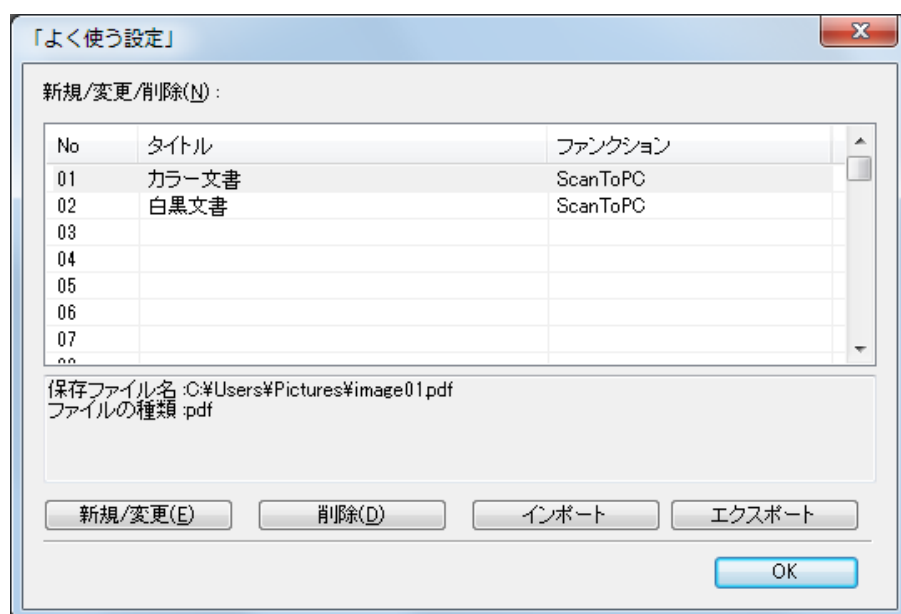 「よく使う設定」
新規/変更/削除(N) :
No タイトル ファンクション
01 カラー文書 ScanToPC
02 白黒文書 ScanToPC
03
04
05
06
07
保存ファイル名 :C:¥Users¥Pictures¥image01.pdf
ファイルの種類 :pdf
新規/変更(E) 削除(D) インポート エクスポート
OK